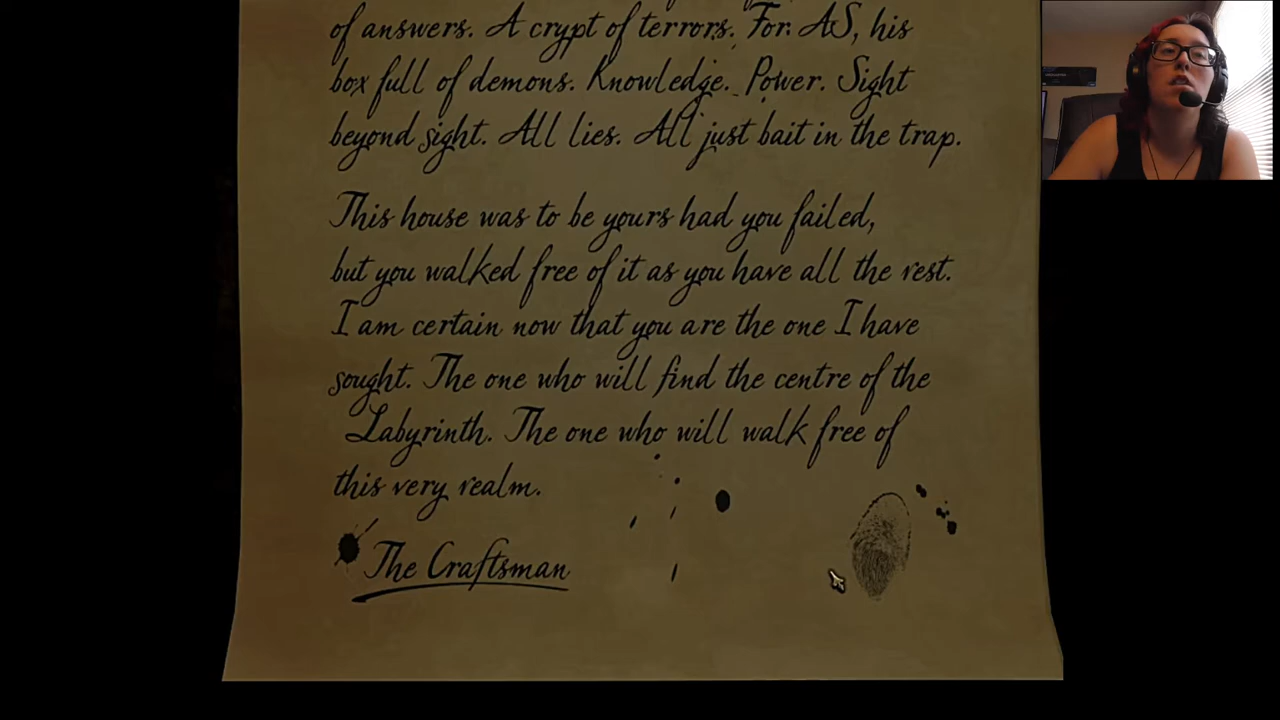 of answers. A crypt of terrors. For AS, his
box full of demons. Knowledge. Power. Sight
beyond sight. All lies. All just bait in the trap.
This house was to be yours had you failed,
but you walked free of it as you have all the rest.
I am certain now that you are the one I have
sought. The one who will find the centre of the
Labyrinth. The one who will walk free of
this very realm.
The Craftsman